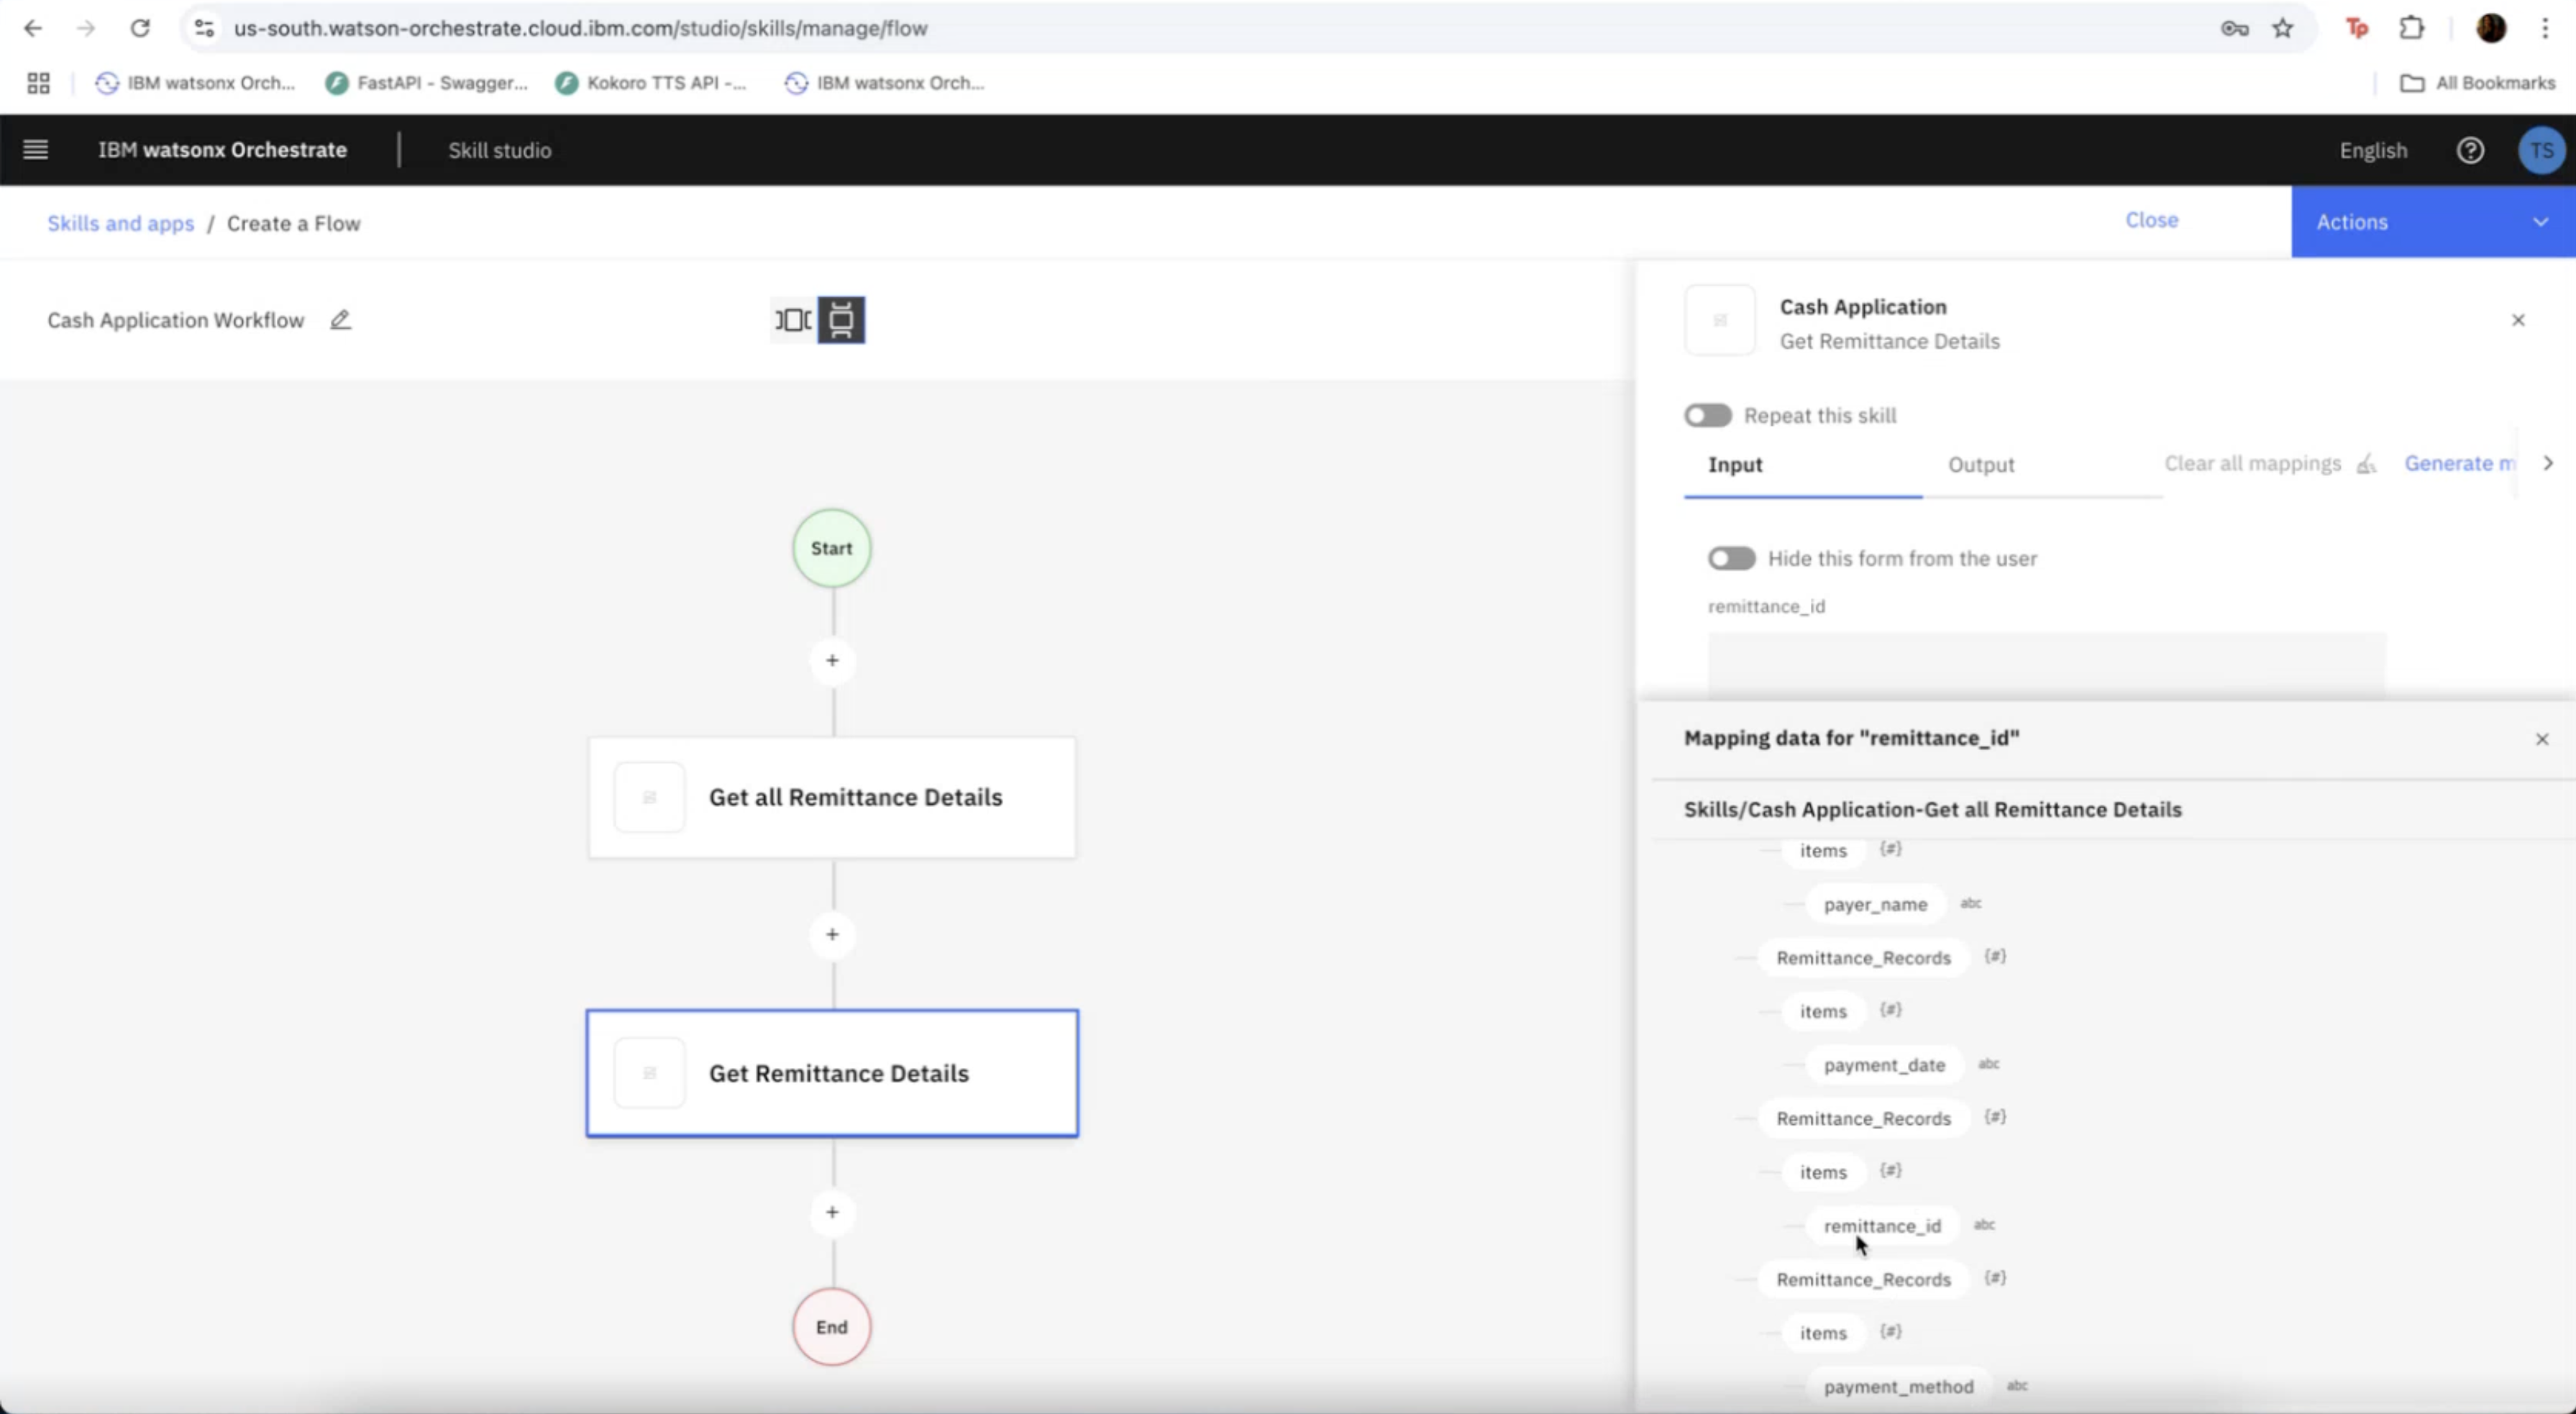 us-south.watson-orchestrate.cloud.ibm.com/studio/skills/manage/flow
Tp
IBM watsonx Orch...
FastAPI - Swagger...
Kokoro TTS API -...
IBM watsonx Orch...
All Bookmarks
IBM watsonx Orchestrate
Skill studio
English
TS
Skills and apps / Create a Flow
Close
Actions
Cash Application Workflow
Cash Application
Get Remittance Details
Repeat this skill
Input
Output
Clear all mappings
Generate m
Hide this form from the user
remittance_id
Start
+
Get all Remittance Details
+
Get Remittance Details
+
End
Mapping data for "remittance_id"
Skills/Cash Application-Get all Remittance Details
items {#}
payer_name abc
Remittance_Records {#}
items {#}
payment_date abc
Remittance_Records {#}
items {#}
remittance_id abc
Remittance_Records {#}
items {#}
payment_method abc